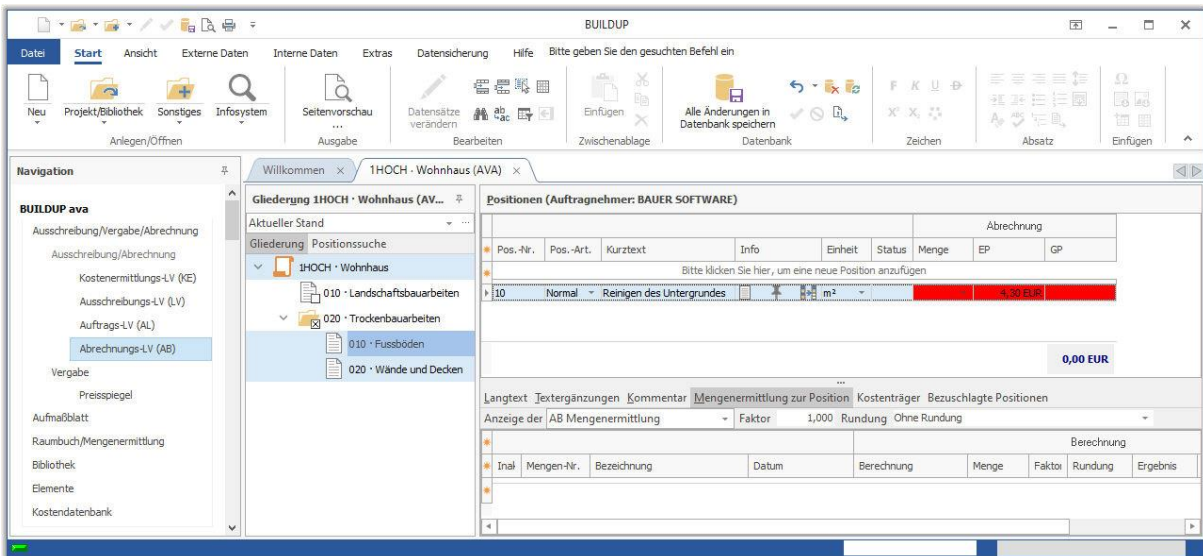 BUILDUP
Datei Start Ansicht Externe Daten Interne Daten Extras Datensicherung Hilfe Bitte geben Sie den gesuchten Befehl ein
Neu Projekt/Bibliothek Sonstiges Infosystem Seitenvorschau ... Datensätze verändern Einfügen Alle Änderungen in Datenbank speichern
Anlegen/Öffnen Ausgabe Bearbeiten Zwischenablage Datenbank Zeichen Absatz Einfügen
Navigation
Willkommen × 1HOCH · Wohnhaus (AVA) ×
BUILDUP ava
Ausschreibung/Vergabe/Abrechnung
Ausschreibung/Abrechnung
Kostenermittlungs-LV (KE)
Ausschreibungs-LV (LV)
Auftrags-LV (AL)
Abrechnungs-LV (AB)
Vergabe
Preisspiegel
Aufmaßblatt
Raumbuch/Mengenermittlung
Bibliothek
Elemente
Kostendatenbank
Gliederung 1HOCH · Wohnhaus (AV...
Aktueller Stand ...
Gliederung Positionssuche
1HOCH · Wohnhaus
010 · Landschaftsbauarbeiten
020 · Trockenbauarbeiten
010 · Fussböden
020 · Wände und Decken
Positionen (Auftragnehmer: BAUER SOFTWARE)
Abrechnung
Pos.-Nr. Pos.-Art. Kurztext Info Einheit Status Menge EP GP
Bitte klicken Sie hier, um eine neue Position anzufügen
10 Normal Reinigen des Untergrundes m² 4,30 EUR
0,00 EUR
Langtext Textergänzungen Kommentar Mengenermittlung zur Position Kostenträger Bezuschlagte Positionen
Anzeige der AB Mengenermittlung Faktor 1,000 Rundung Ohne Rundung
Berechnung
Inak Mengen-Nr. Bezeichnung Datum Berechnung Menge Faktor Rundung Ergebnis